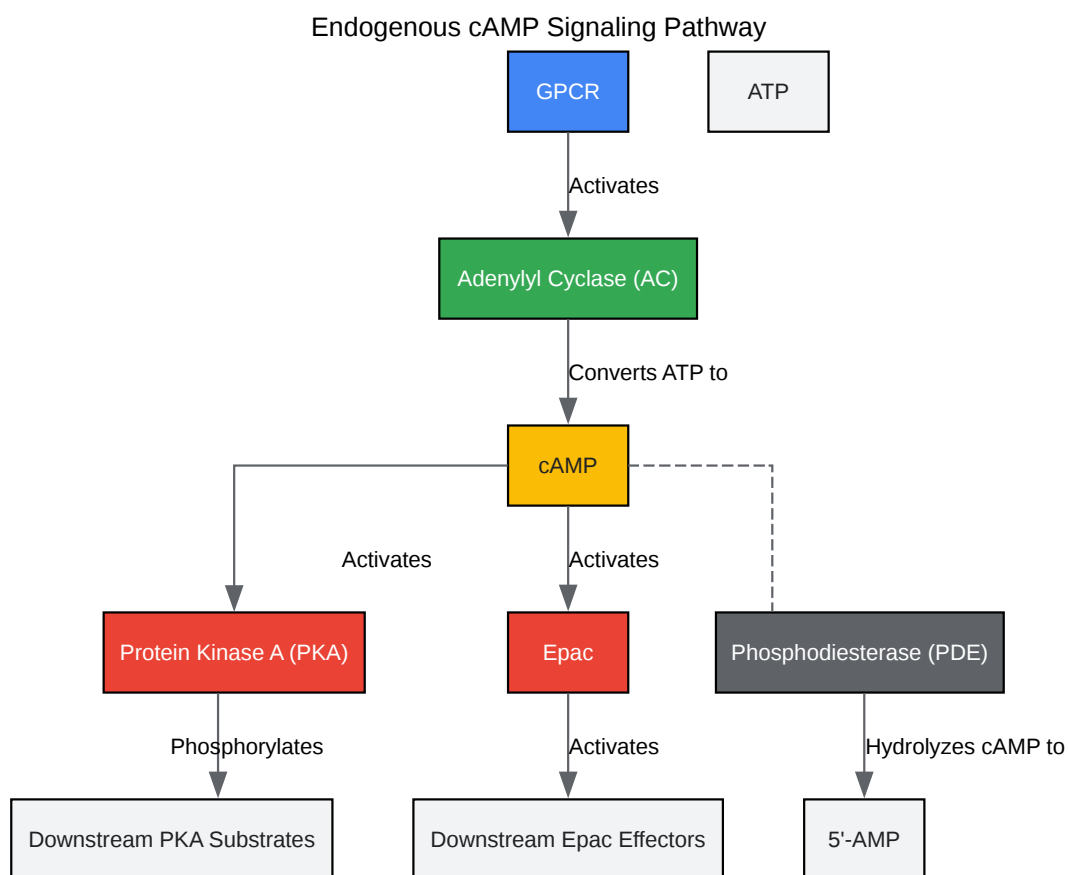 Endogenous cAMP Signaling Pathway
GPCR
ATP
Activates
Adenylyl Cyclase (AC)
Converts ATP to
cAMP
Activates
Activates
Protein Kinase A (PKA)
Epac
Phosphodiesterase (PDE)
Phosphorylates
Activates
Hydrolyzes cAMP to
Downstream PKA Substrates
Downstream Epac Effectors
5'-AMP